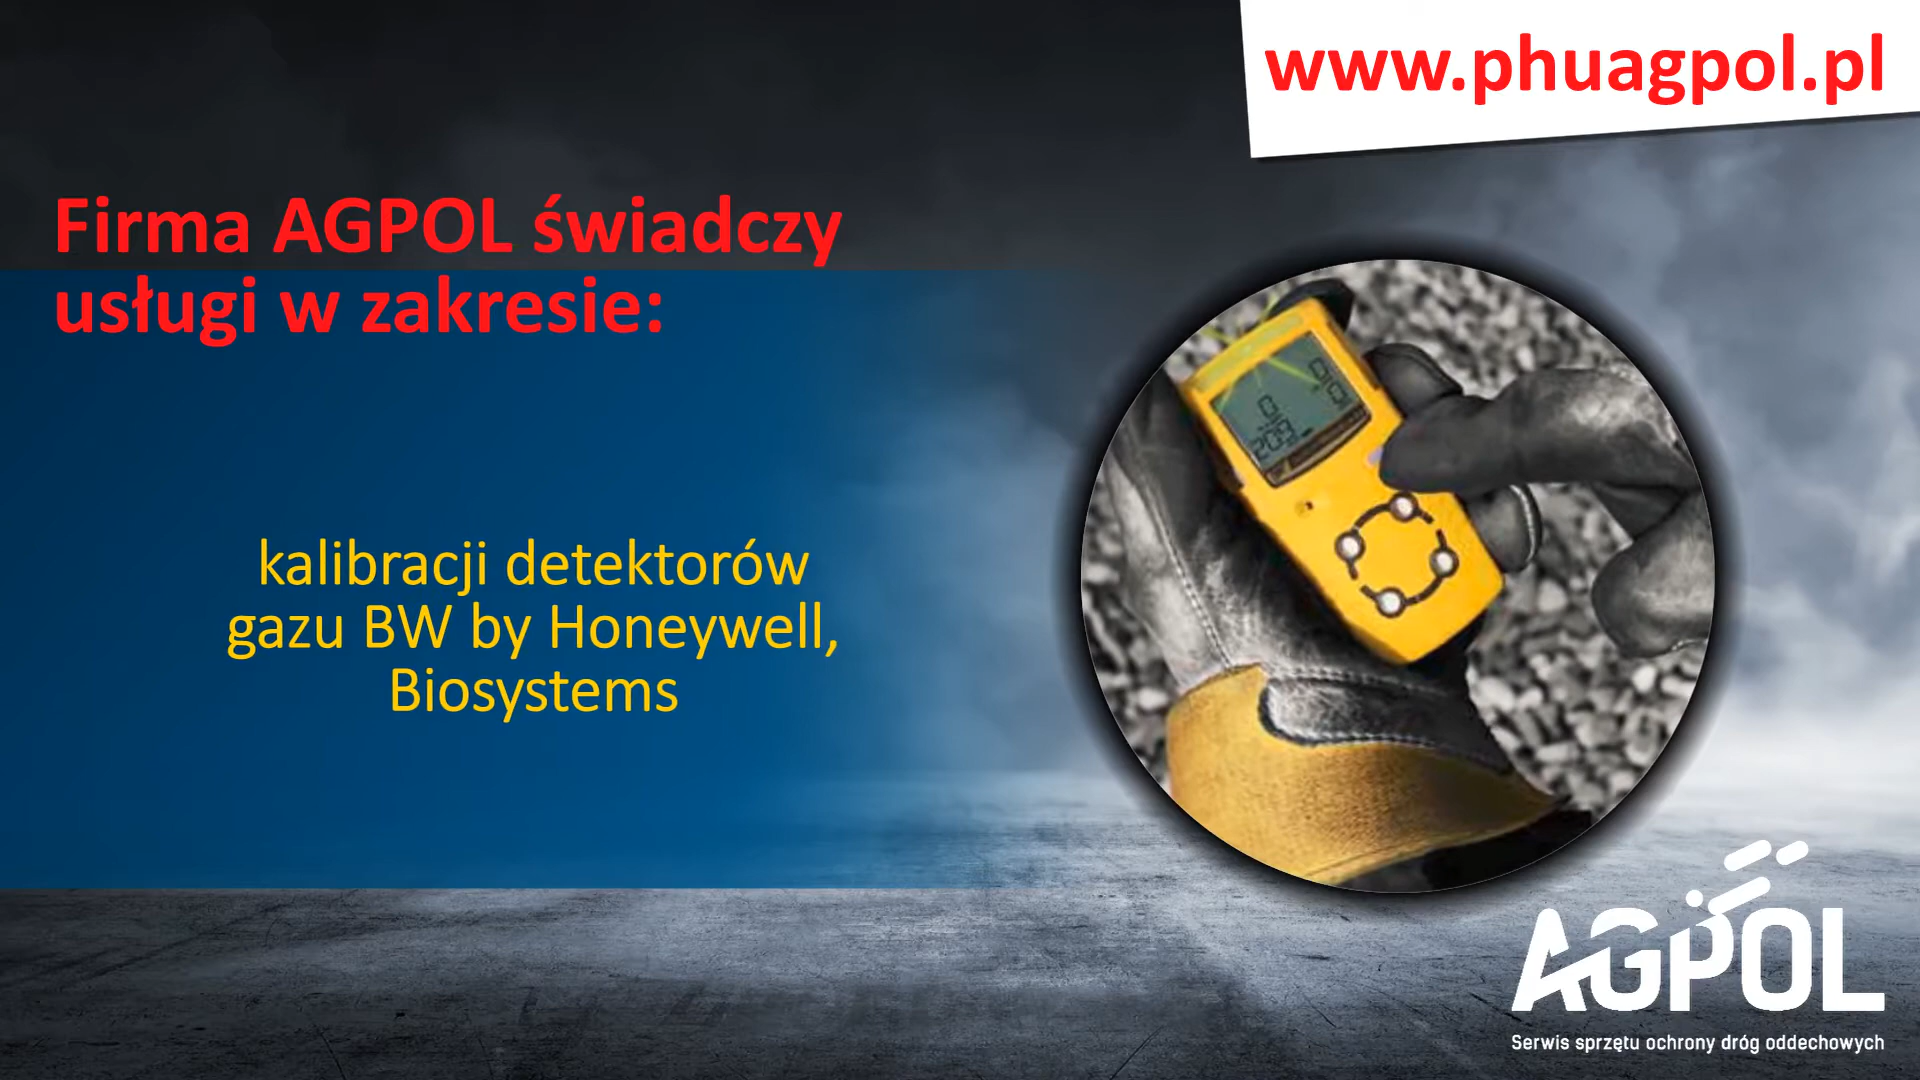 www.phuagpol.pl
Firma AGPOL świadczy
usługi w zakresie:
kalibracji detektorów
gazu BW by Honeywell,
Biosystems
AGPOL
Serwis sprzętu ochrony dróg oddechowych